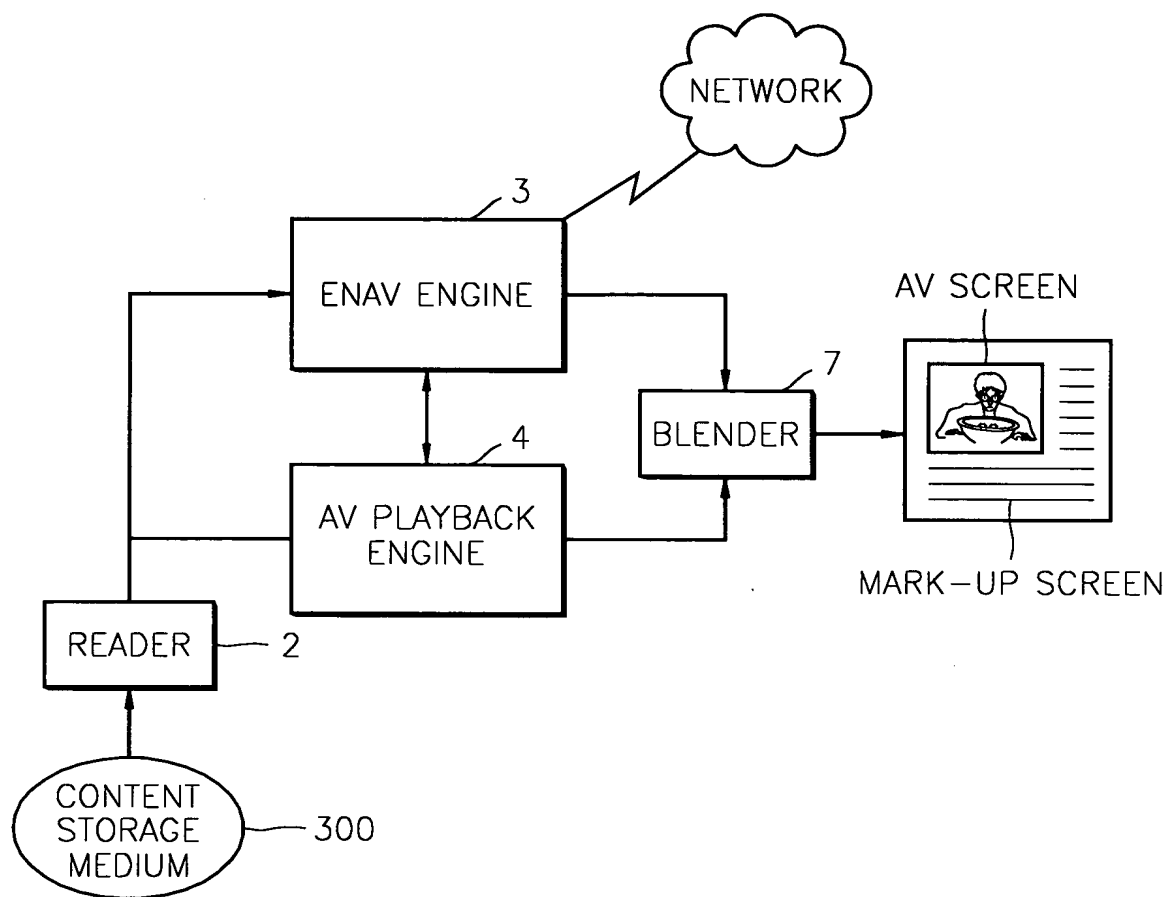 NETWORK
3
ENAV ENGINE
AV SCREEN
7
BLENDER
4
AV PLAYBACK
ENGINE
MARK-UP SCREEN
READER
2
CONTENT
STORAGE
MEDIUM
300